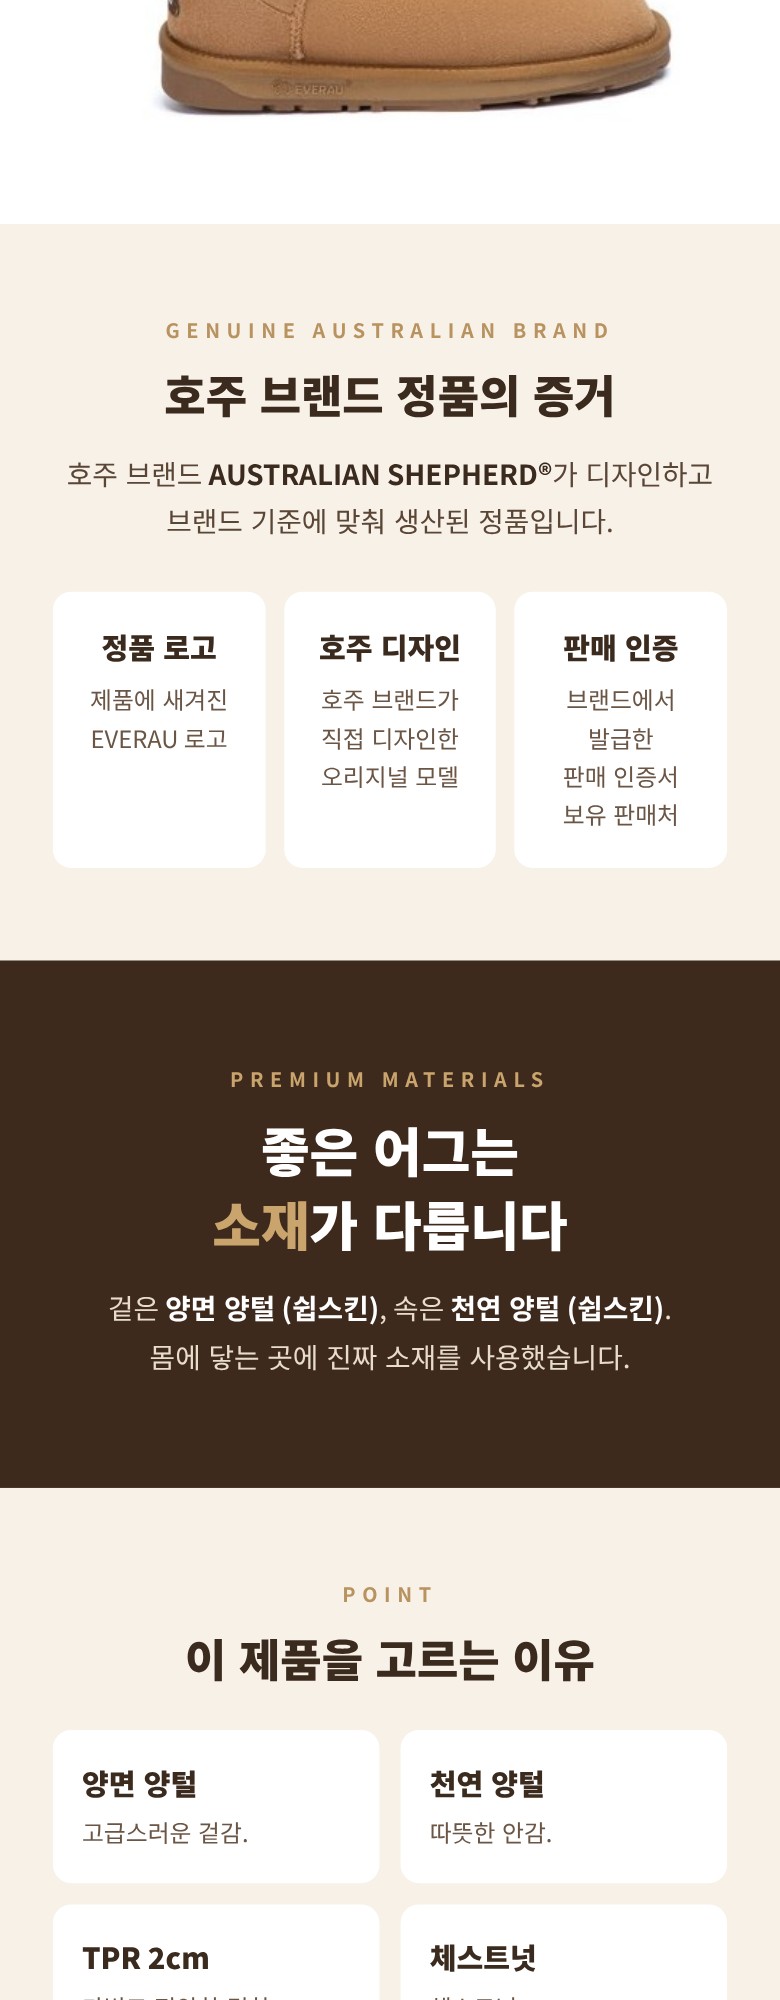 EVERAU
GENUINE AUSTRALIAN BRAND
호주 브랜드 정품의 증거
호주 브랜드 AUSTRALIAN SHEPHERD®가 디자인하고
브랜드 기준에 맞춰 생산된 정품입니다.
정품 로고
제품에 새겨진
EVERAU 로고
호주 디자인
호주 브랜드가
직접 디자인한
오리지널 모델
판매 인증
브랜드에서
발급한
판매 인증서
보유 판매처
PREMIUM MATERIALS
좋은 어그는
소재가 다릅니다
겉은 양면 양털 (쉽스킨), 속은 천연 양털 (쉽스킨).
몸에 닿는 곳에 진짜 소재를 사용했습니다.
POINT
이 제품을 고르는 이유
양면 양털
고급스러운 겉감.
천연 양털
따뜻한 안감.
TPR 2cm
체스트넛